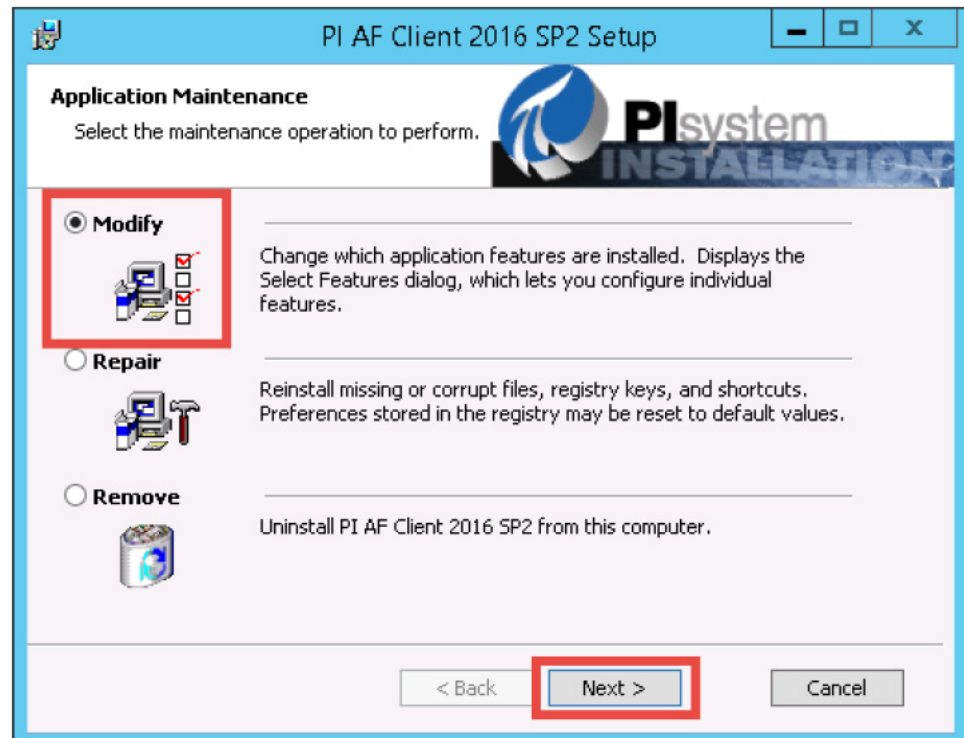 PI AF Client 2016 SP2 Setup
Application Maintenance
Select the maintenance operation to perform.
PIsystem
INSTALLATION
Modify
Change which application features are installed.  Displays the
Select Features dialog, which lets you configure individual
features.
Repair
Reinstall missing or corrupt files, registry keys, and shortcuts.
Preferences stored in the registry may be reset to default values.
Remove
Uninstall PI AF Client 2016 SP2 from this computer.
< Back
Next >
Cancel